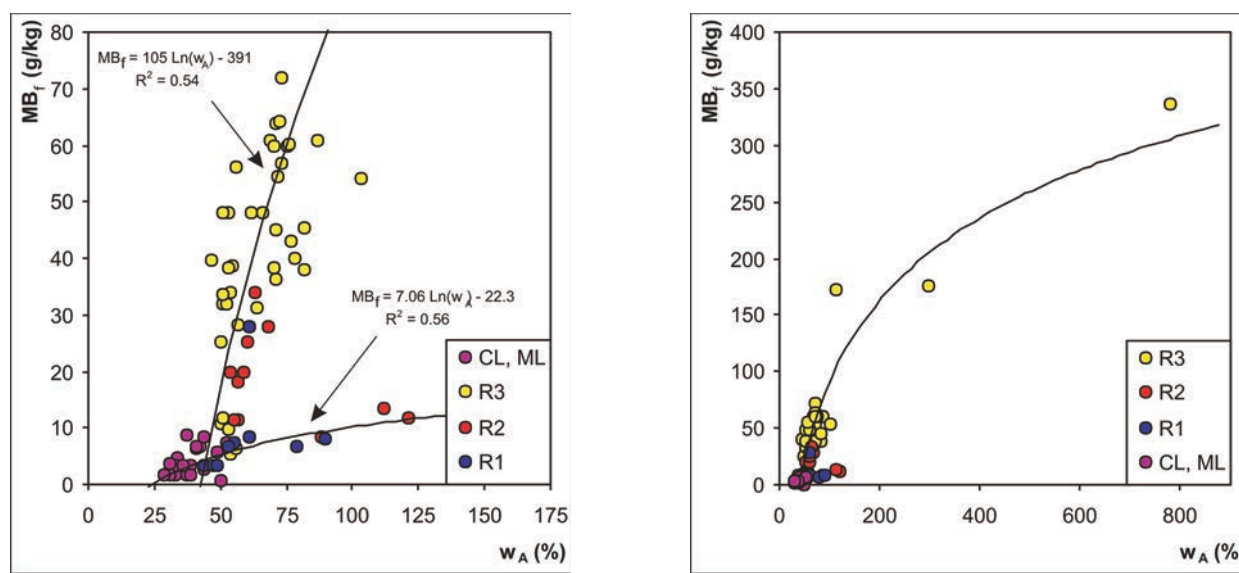 MBf (g/kg)
80
70
60
50
40
30
20
10
0
MBf = 105 Ln(wA) - 391
R² = 0.54
MBf = 7.06 Ln(wA) - 22.3
R² = 0.56
CL, ML
R3
R2
R1
0 25 50 75 100 125 150 175
wA (%)
MBf (g/kg)
400
350
300
250
200
150
100
50
0
R3
R2
R1
CL, ML
0 200 400 600 800
wA (%)